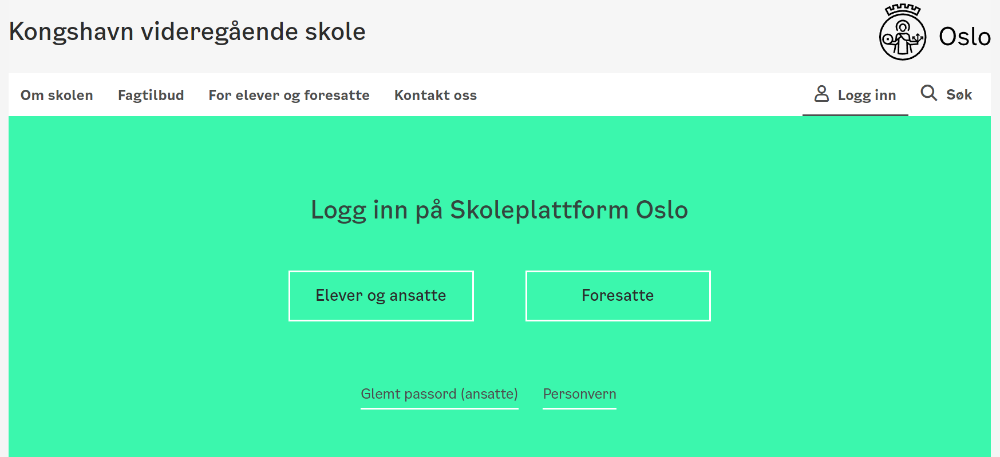 Kongshavn videregående skole
Oslo
Om skolen Fagtilbud For elever og foresatte Kontakt oss Logg inn Søk
Logg inn på Skoleplattform Oslo
Elever og ansatte Foresatte
Glemt passord (ansatte) Personvern